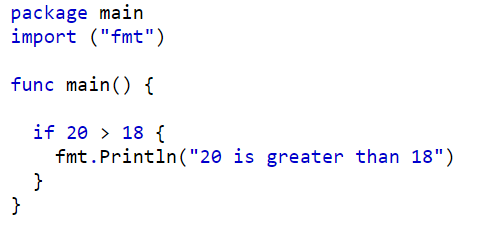 package main
import ("fmt")
func main() {
if 20 > 18 {
fmt.Println("20 is greater than 18")
}
}